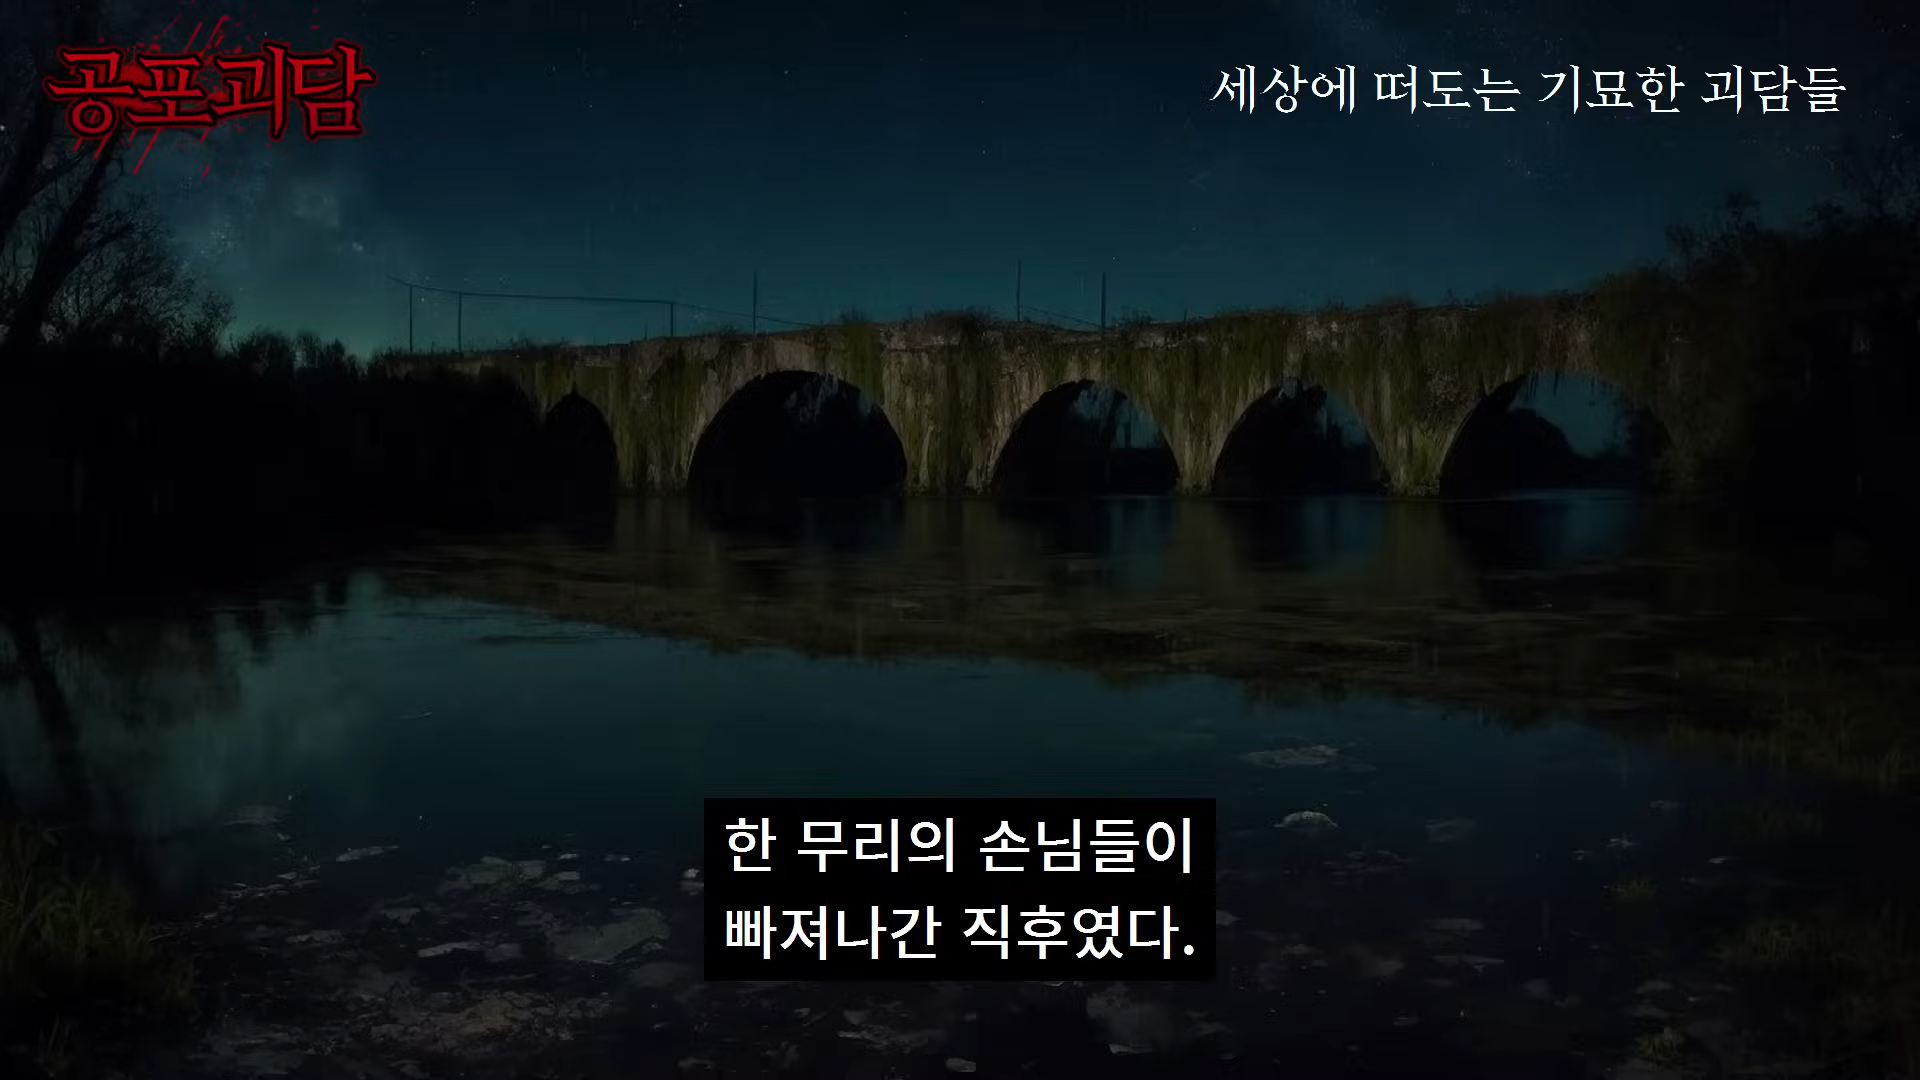 공포괴담
세상에 떠도는 기묘한 괴담들
한 무리의 손님들이
빠져나간 직후였다.